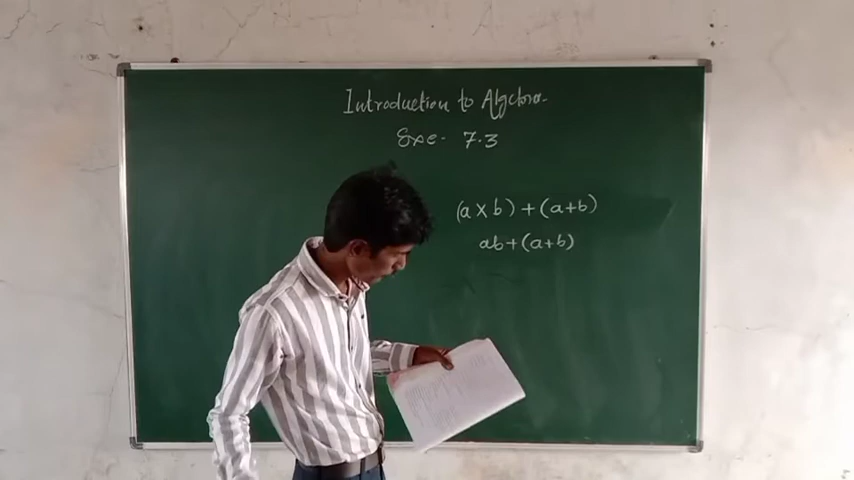 Introduction to Algebra.
Exe. 7.3
(a x b) + (a+b)
ab+(a+b)